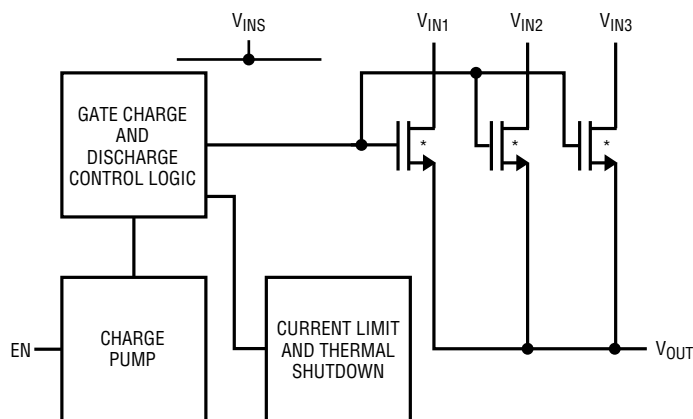 VINS
VIN1
VIN2
VIN3
GATE CHARGE
AND
DISCHARGE
CONTROL LOGIC
*
*
*
EN
CHARGE
PUMP
CURRENT LIMIT
AND THERMAL
SHUTDOWN
VOUT